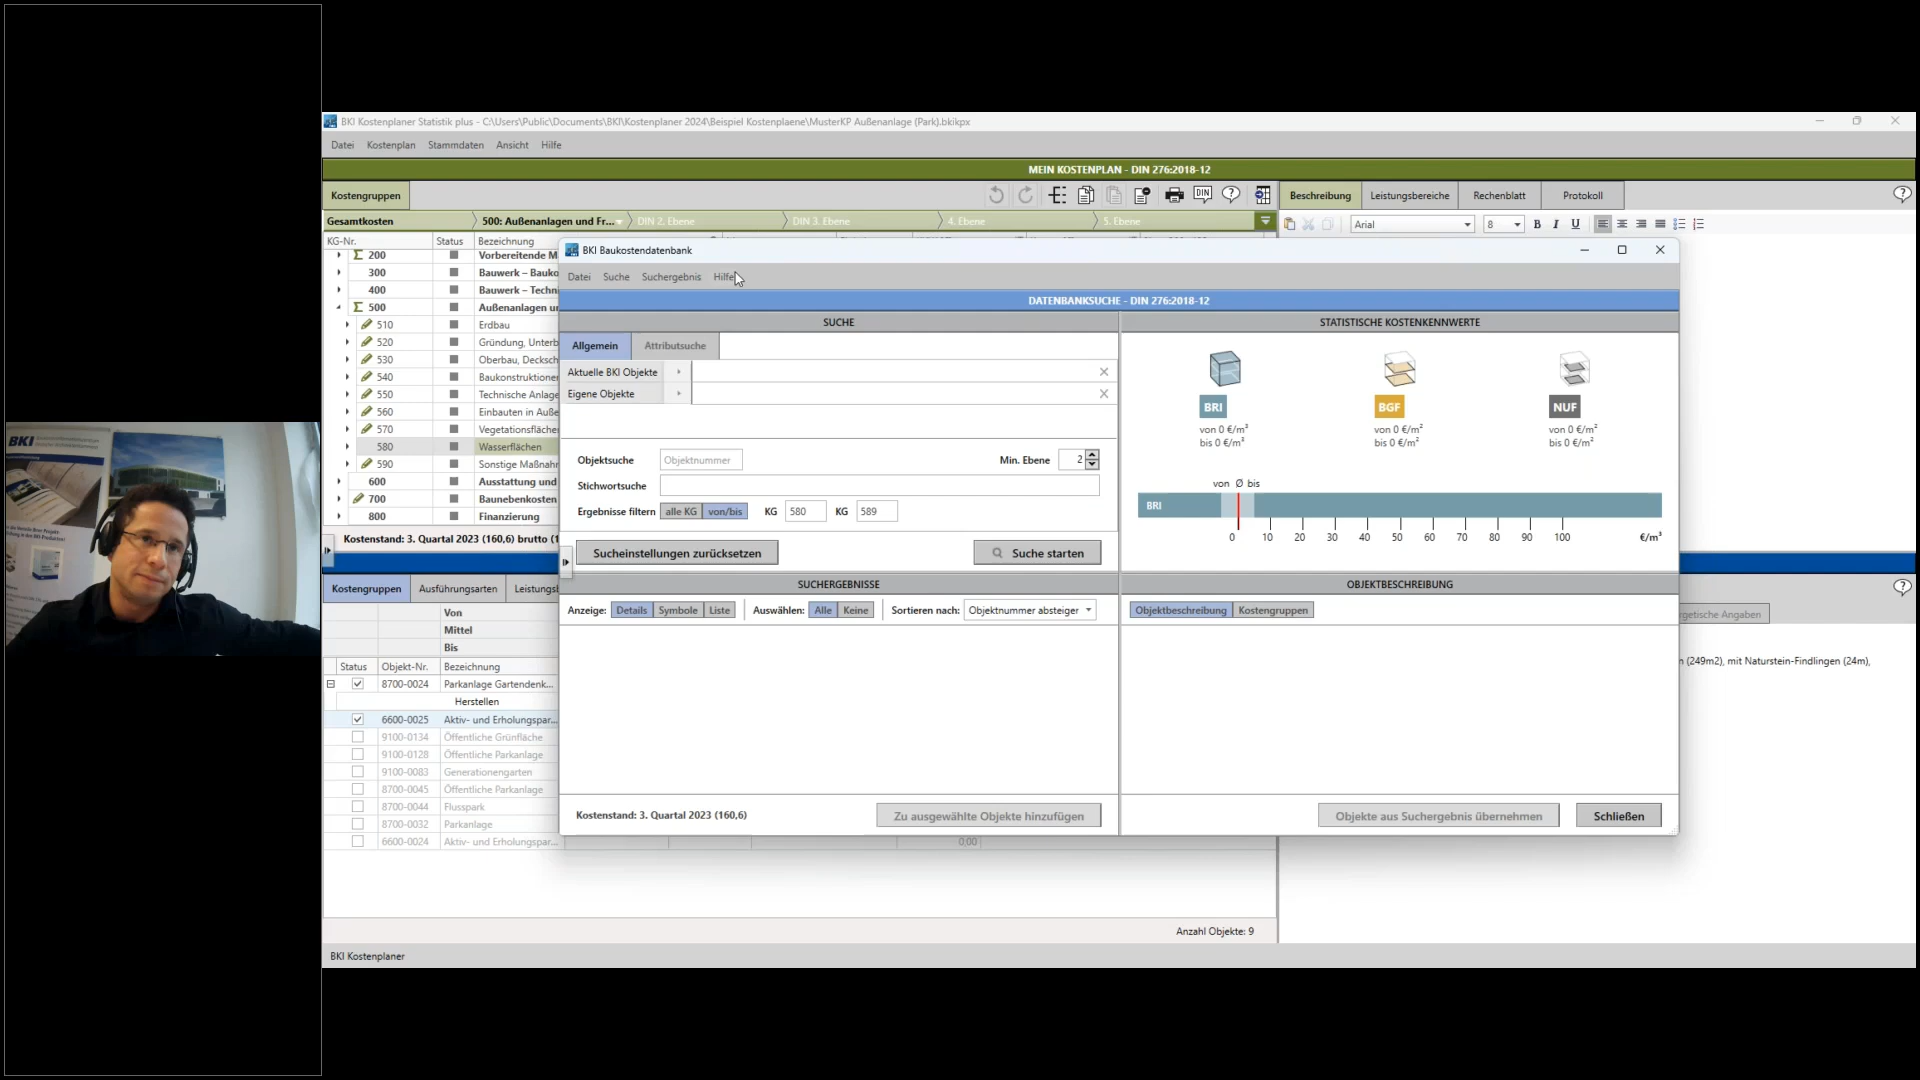 BKI Kostenplaner Statistik plus - C:\Users\Public\Documents\BKI\Kostenplaner 2024\Beispiel Kostenplaene\MusterKP Außenanlage (Park).bkikpx
Datei Kostenplan Stammdaten Ansicht Hilfe
MEIN KOSTENPLAN - DIN 276:2018-12
Kostengruppen
DIN
Beschreibung Leistungsbereiche Rechenblatt Protokoll
Gesamtkosten 500: Außenanlagen und Fr... DIN 2. Ebene DIN 3. Ebene 4. Ebene 5. Ebene
Arial 8 B I U
KG-Nr. Status Bezeichnung
200 Vorbereitende M
300 Bauwerk – Bauko
400 Bauwerk – Techn
500 Außenanlagen un
510 Erdbau
520 Gründung, Unterb
530 Oberbau, Decksch
540 Baukonstruktione
550 Technische Anlage
560 Einbauten in Auße
570 Vegetationsfläche
580 Wasserflächen
590 Sonstige Maßnahr
600 Ausstattung und
700 Baunebenkosten
800 Finanzierung
Kostenstand: 3. Quartal 2023 (160,6) brutto (1
Kostengruppen Ausführungsarten Leistungsb
Von
Mittel
Bis
Status Objekt-Nr. Bezeichnung
8700-0024 Parkanlage Gartendenk...
Herstellen
6600-0025 Aktiv- und Erholungspar...
9100-0134 Öffentliche Grünfläche
9100-0128 Öffentliche Parkanlage
9100-0083 Generationengarten
8700-0045 Öffentliche Parkanlage
8700-0044 Flusspark
8700-0032 Parkanlage
6600-0024 Aktiv- und Erholungspar...
0,00
Anzahl Objekte: 9
BKI Kostenplaner
getische Angaben
n (249m2), mit Naturstein-Findlingen (24m),
BKI Baukostendatenbank
Datei Suche Suchergebnis Hilfe
DATENBANKSUCHE - DIN 276:2018-12
SUCHE
Allgemein Attributsuche
Aktuelle BKI Objekte
Eigene Objekte
Objektsuche Objektnummer Min. Ebene 2
Stichwortsuche
Ergebnisse filtern alle KG von/bis KG 580 KG 589
Sucheinstellungen zurücksetzen Suche starten
STATISTISCHE KOSTENKENNWERTE
BRI BGF NUF
von 0 €/m³ von 0 €/m² von 0 €/m²
bis 0 €/m³ bis 0 €/m² bis 0 €/m²
von Ø bis
BRI
0 10 20 30 40 50 60 70 80 90 100 €/m³
SUCHERGEBNISSE
Anzeige: Details Symbole Liste Auswählen: Alle Keine Sortieren nach: Objektnummer absteiger
OBJEKTBESCHREIBUNG
Objektbeschreibung Kostengruppen
Kostenstand: 3. Quartal 2023 (160,6) Zu ausgewählte Objekte hinzufügen
Objekte aus Suchergebnis übernehmen Schließen
BKI